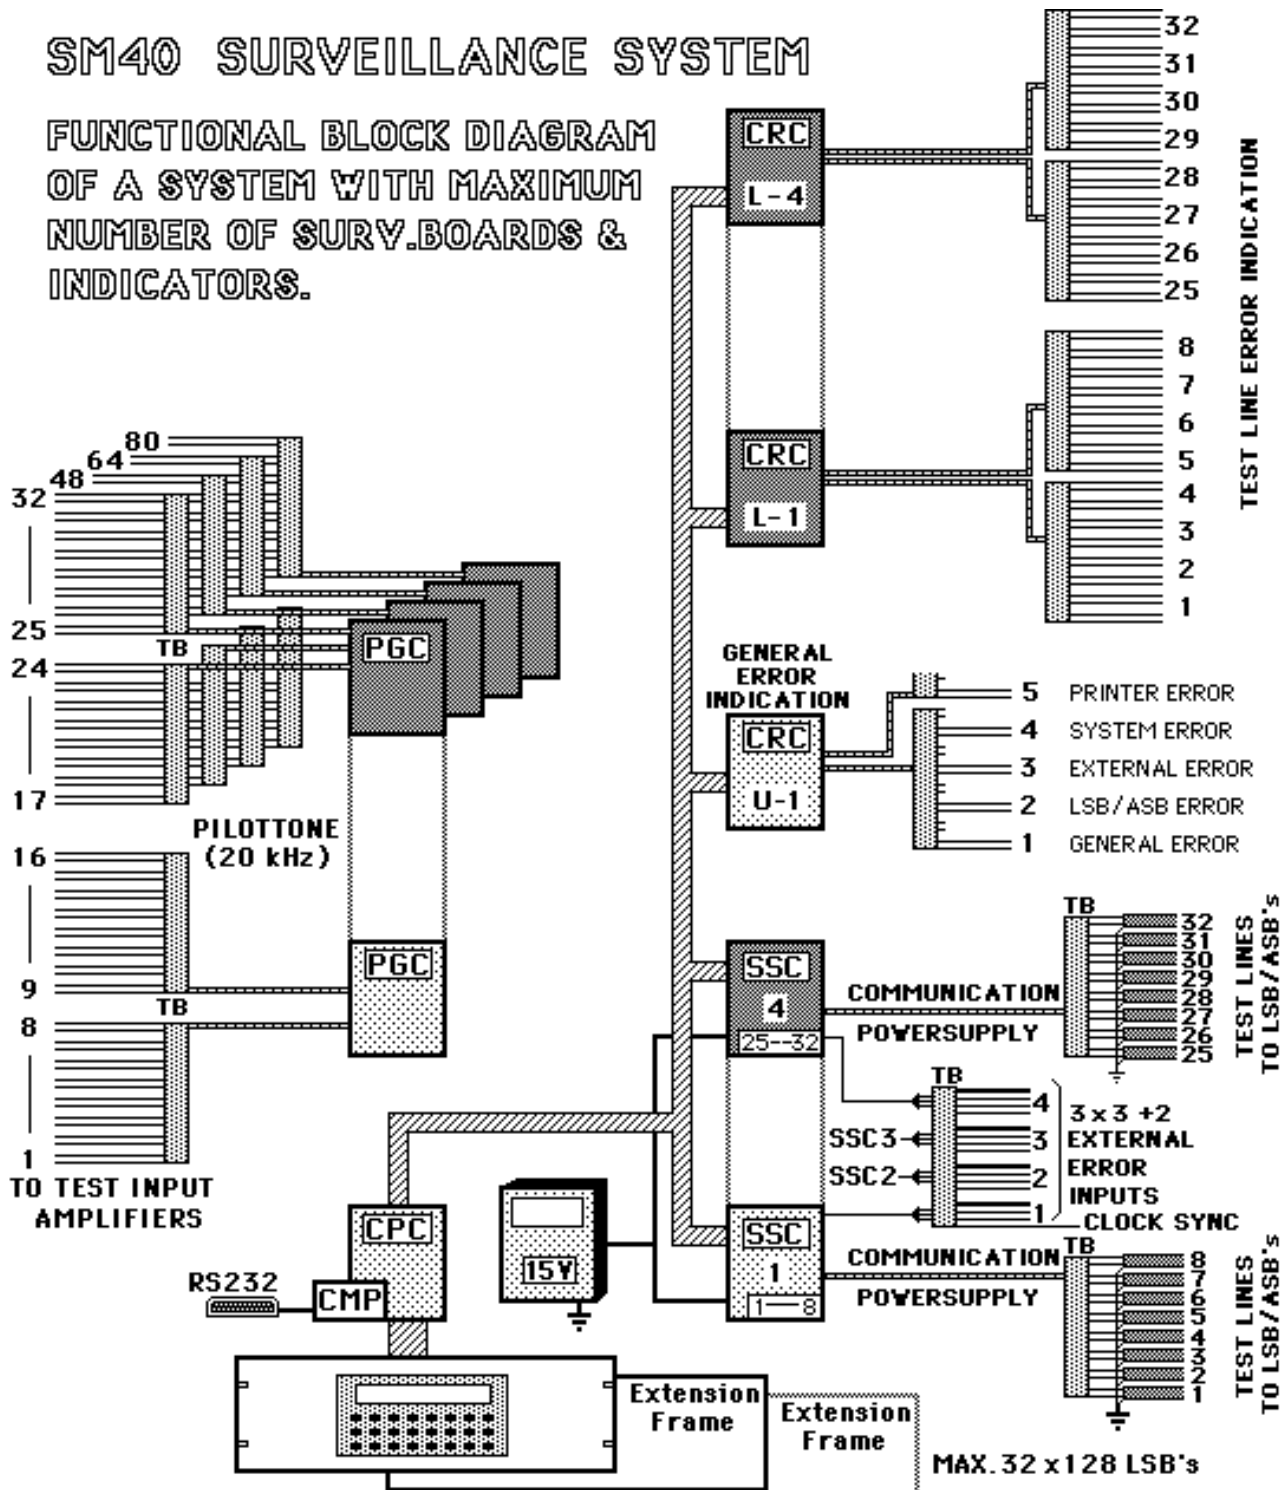 SM40 SURVEILLANCE SYSTEM
FUNCTIONAL BLOCK DIAGRAM
OF A SYSTEM WITH MAXIMUM
NUMBER OF SURV.BOARDS &
INDICATORS.
CRC
L-4
32
31
30
29
28
27
26
25
CRC
L-1
8
7
6
5
4
3
2
1
TEST LINE ERROR INDICATION
80
64
48
32
25
TB
24
17
PGC
PILOTTONE
(20 kHz)
16
9
TB
8
1
PGC
TO TEST INPUT
AMPLIFIERS
GENERAL
ERROR
INDICATION
CRC
U-1
5 PRINTER ERROR
4 SYSTEM ERROR
3 EXTERNAL ERROR
2 LSB/ASB ERROR
1 GENERAL ERROR
SSC
4
25--32
COMMUNICATION
POWERSUPPLY
TB
32
31
30
29
28
27
26
25
TEST LINES
TO LSB/ASB's
TB
SSC3
SSC2
4
3
2
1
3 x 3 +2
EXTERNAL
ERROR
INPUTS
CLOCK SYNC
SSC
1
1—8
COMMUNICATION
POWERSUPPLY
TB
8
7
6
5
4
3
2
1
TEST LINES
TO LSB/ASB's
CPC
CMP
RS232
15V
Extension
Frame
Extension
Frame
MAX. 32 x 128 LSB's